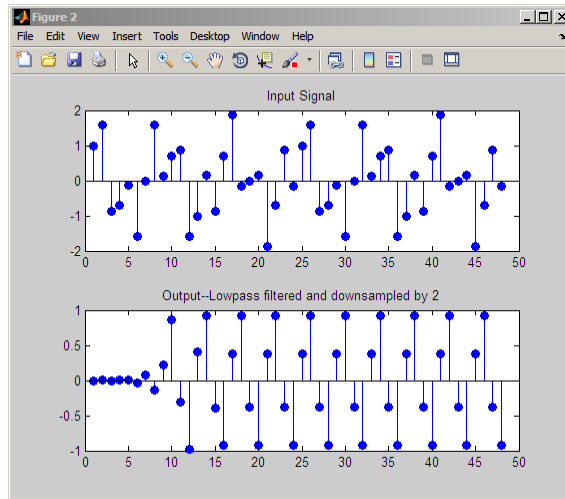 Figure 2
File Edit View Insert Tools Desktop Window Help
Input Signal
2
1
0
-1
-2
0 5 10 15 20 25 30 35 40 45 50
Output--Lowpass filtered and downsampled by 2
1
0.5
0
-0.5
-1
0 5 10 15 20 25 30 35 40 45 50